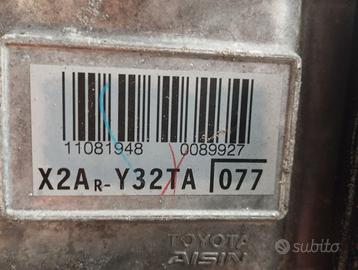 11081948 0089927
X2AR-Y32TA 077
TOYOTA
AISIN
subito